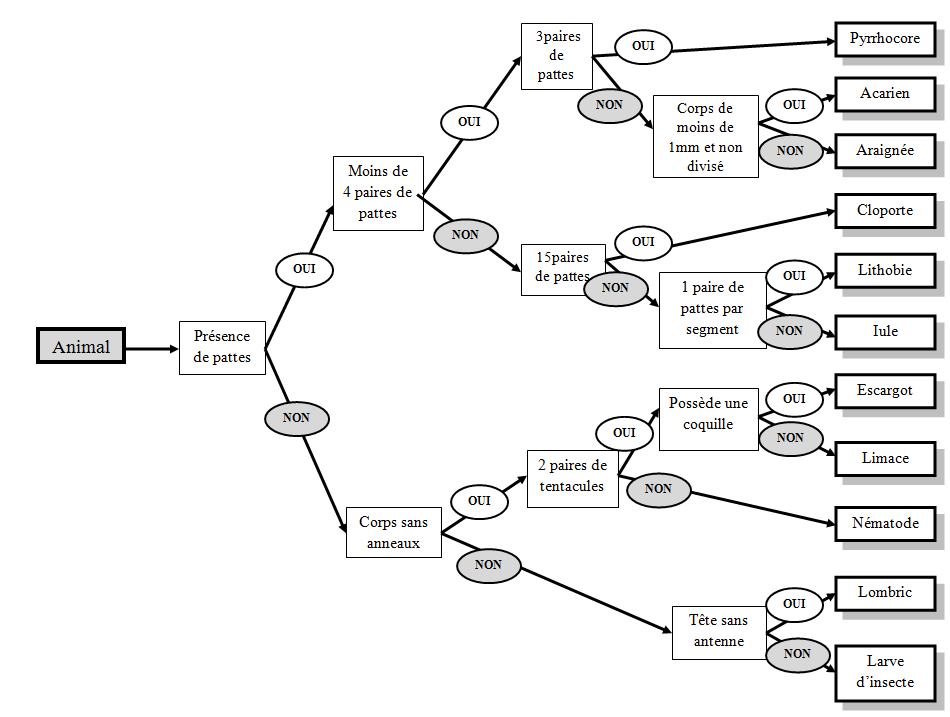 3paires
de
pattes
OUI
Pyrrhocore
NON
Corps de
moins de
1mm et non
divisé
OUI
Acarien
NON
Araignée
OUI
Moins de
4 paires de
pattes
NON
15paires
de pattes
OUI
Cloporte
NON
1 paire de
pattes par
segment
OUI
Lithobie
NON
Iule
OUI
Animal
Présence
de pattes
NON
Corps sans
anneaux
OUI
2 paires de
tentacules
OUI
Possède une
coquille
OUI
Escargot
NON
Limace
NON
Nématode
NON
Tête sans
antenne
OUI
Lombric
NON
Larve
d’insecte